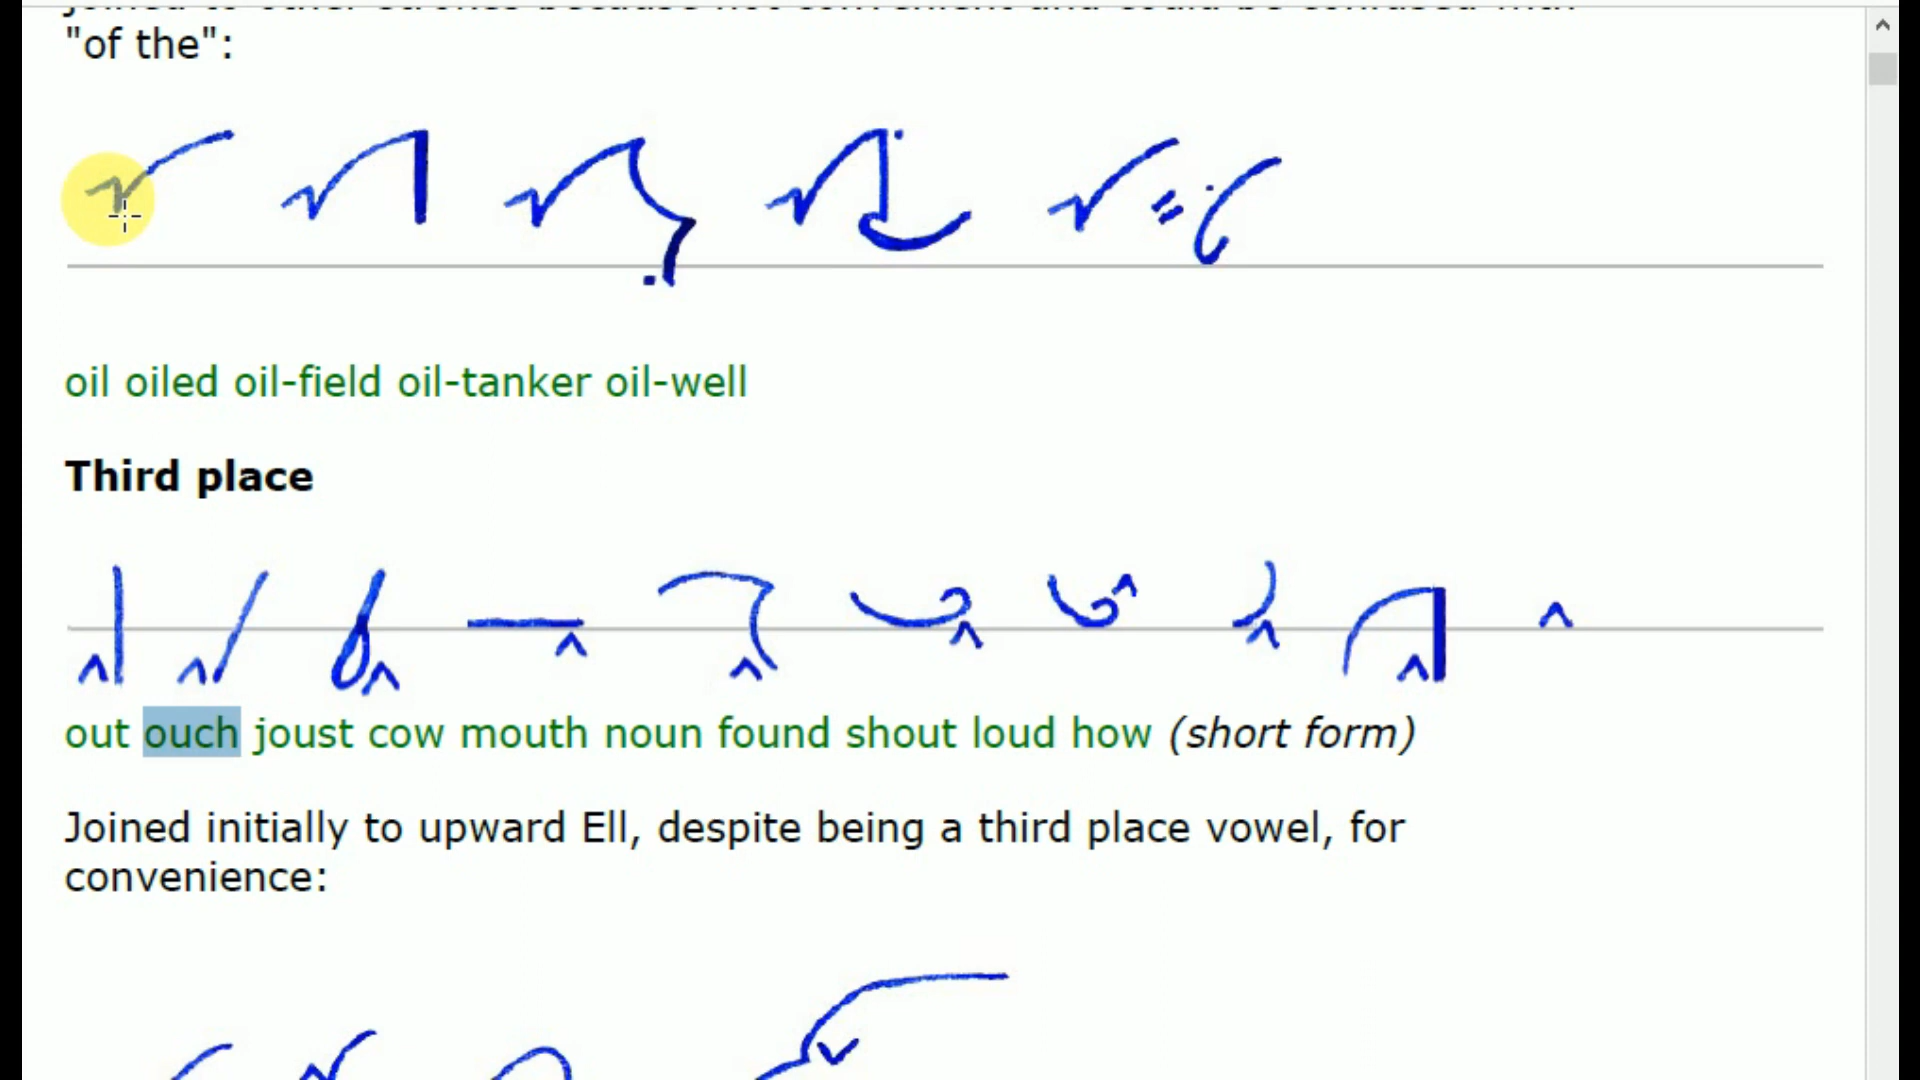 "of the":
oil oiled oil-field oil-tanker oil-well
Third place
out ouch joust cow mouth noun found shout loud how (short form)
Joined initially to upward Ell, despite being a third place vowel, for
convenience: